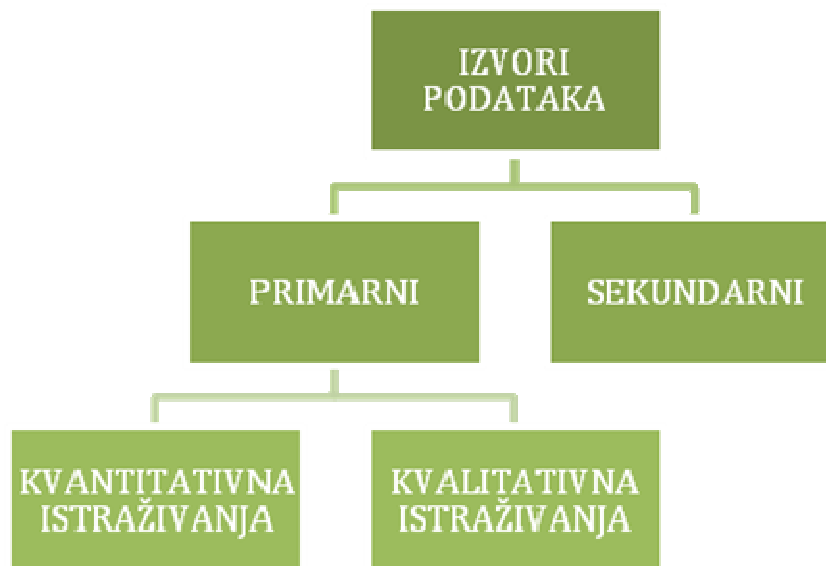 IZVORI
PODATAKA
PRIMARNI
SEKUNDARNI
KVANTITATIVNA
ISTRAŽIVANJA
KVALITATIVNA
ISTRAŽIVANJA